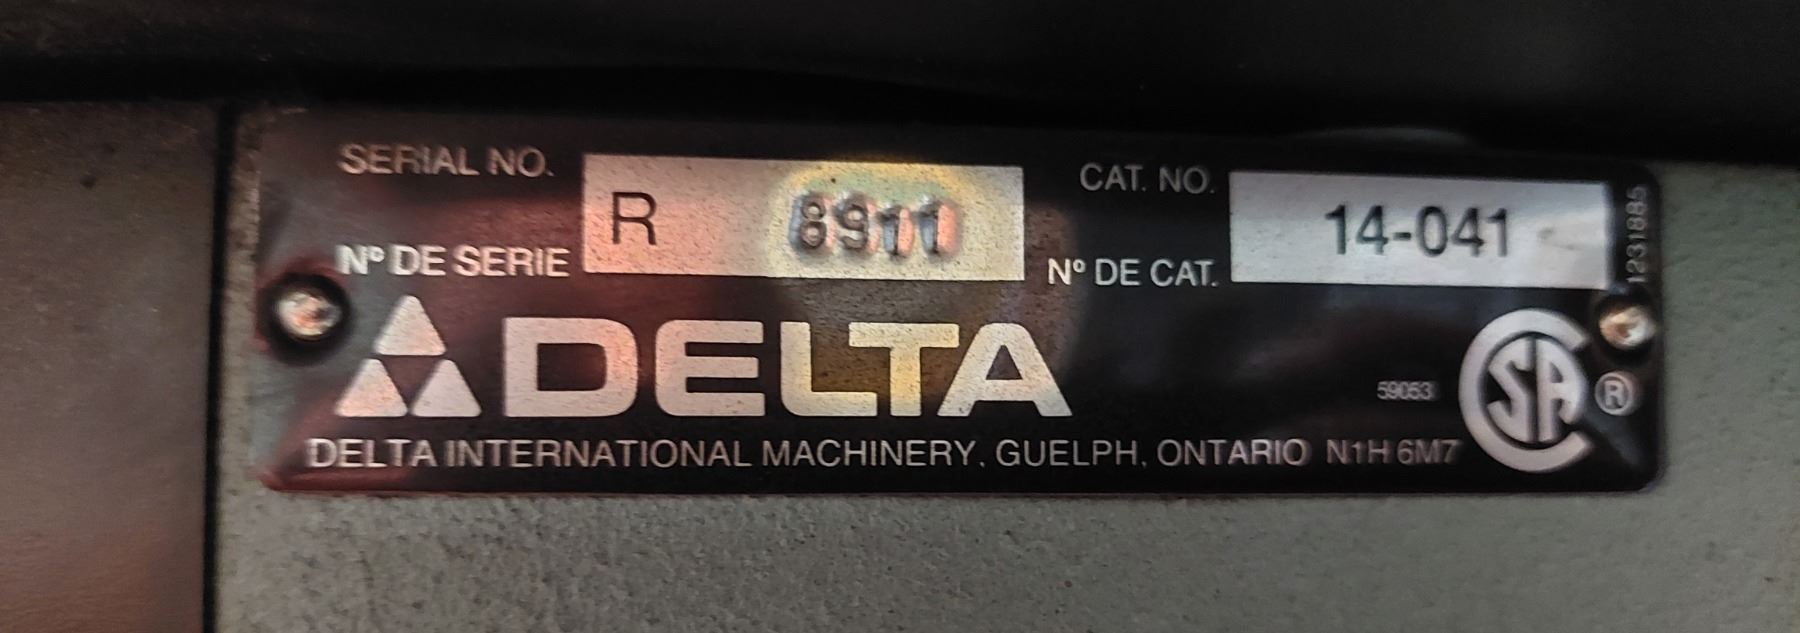 SERIAL NO.
Nº DE SERIE
R 8911
CAT. NO.
Nº DE CAT.
14-041
1231885
DELTA
59053
CSA ®
DELTA INTERNATIONAL MACHINERY, GUELPH, ONTARIO N1H 6M7